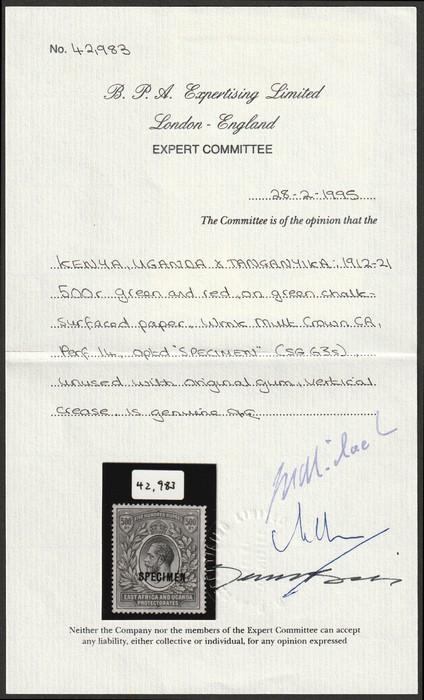 No. 42,983
B. P. A. Expertising Limited
London - England
EXPERT COMMITTEE
28-2-1995
The Committee is of the opinion that the
KENYA, UGANDA & TANGANYIKA: 1912-21
500r green and red on green chalk-
surfaced paper, Wmk Mult Crown CA,
Perf 14, optd "SPECIMEN" (SG 63s),
unused with original gum, vertical
crease, is genuine
42,983
500 500
SPECIMEN
EAST AFRICA AND UGANDA
PROTECTORATES
Neither the Company nor the members of the Expert Committee can accept
any liability, either collective or individual, for any opinion expressed